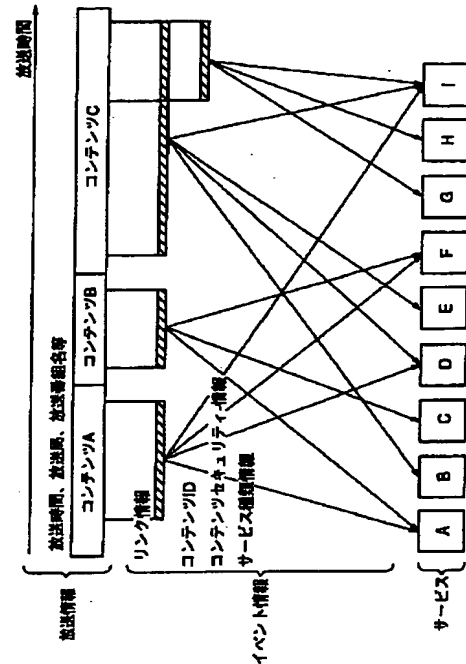 放送時間
放送時間、放送局、放送番組名等
コンテンツA
コンテンツB
コンテンツC
放送情報
リンク情報
コンテンツID
コンテンツセキュリティ-情報
サービス種類情報
イベント情報
A
B
C
D
E
F
G
H
I
サービス